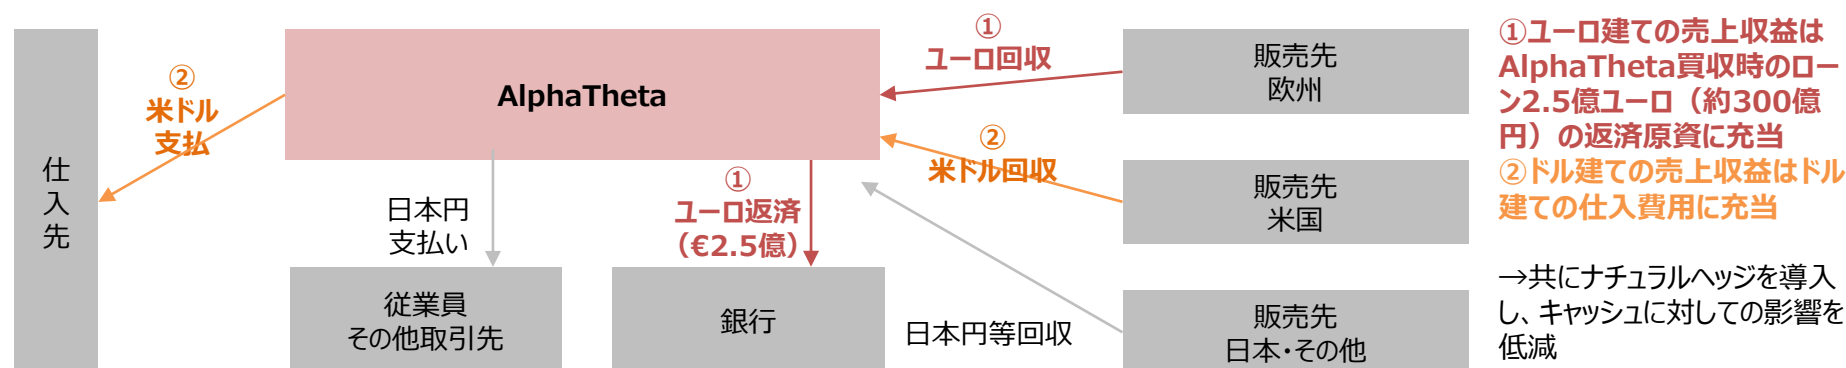 仕入先
②
米ドル
支払
AlphaTheta
日本円
支払い
従業員
その他取引先
①
ユーロ返済
(€2.5億)
銀行
①
ユーロ回収
②
米ドル回収
日本円等回収
販売先
欧州
販売先
米国
販売先
日本・その他
①ユーロ建ての売上収益は
AlphaTheta買収時のロー
ン2.5億ユーロ（約300億
円）の返済原資に充当
②ドル建ての売上収益はドル
建ての仕入費用に充当
→共にナチュラルヘッジを導入
し、キャッシュに対しての影響を
低減